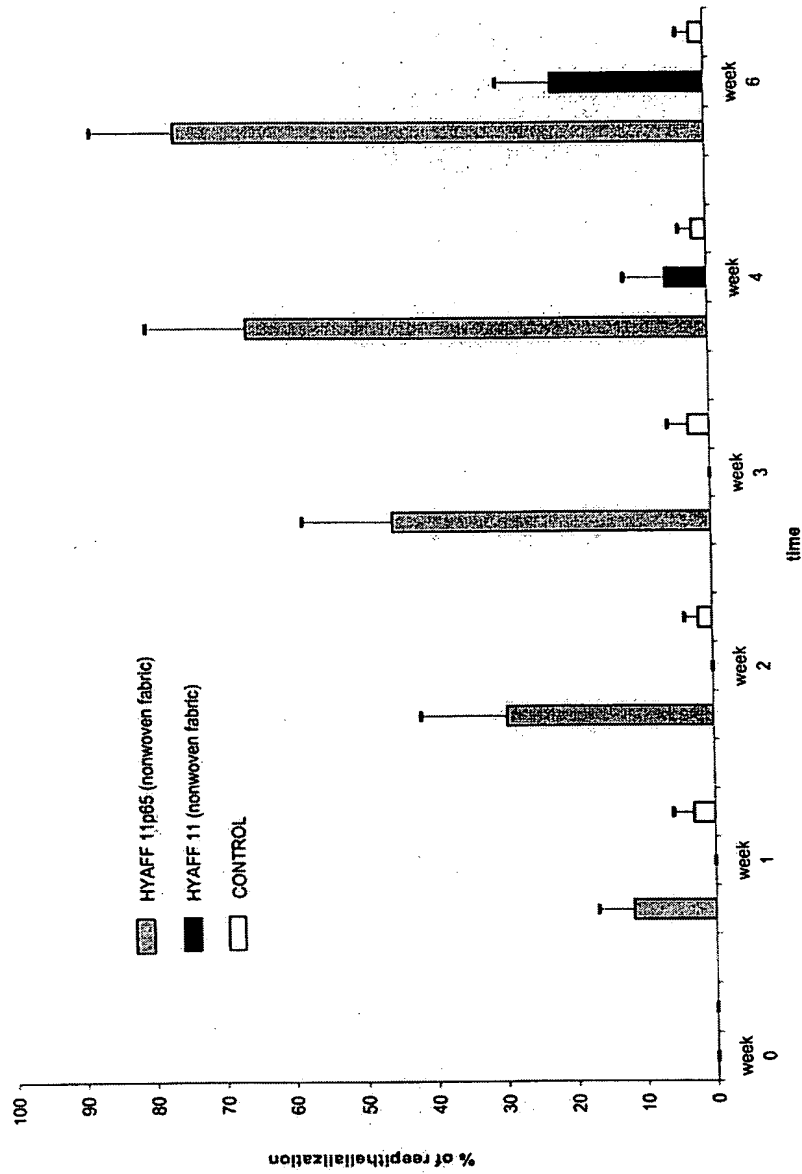 % of reepithelialization
100
90
80
70
60
50
40
30
20
10
0
HYAFF 11p65 (nonwoven fabric)
HYAFF 11 (nonwoven fabric)
CONTROL
week
0
week
1
week
2
week
3
week
4
week
6
time